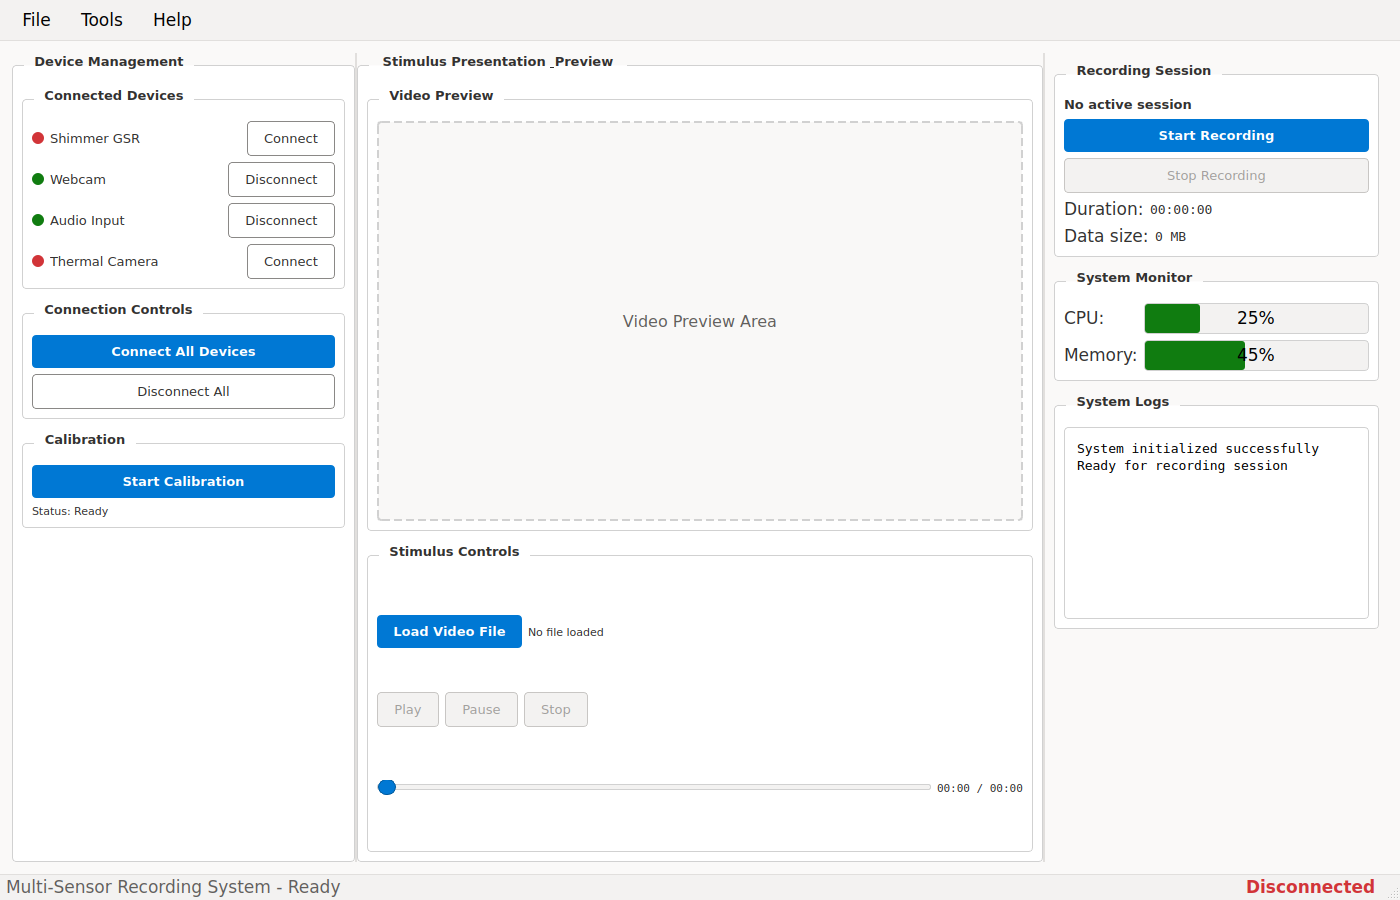 File Tools Help
Device Management
Connected Devices
Shimmer GSR Connect
Webcam Disconnect
Audio Input Disconnect
Thermal Camera Connect
Connection Controls
Connect All Devices
Disconnect All
Calibration
Start Calibration
Status: Ready
Stimulus Presentation _Preview
Video Preview
Video Preview Area
Stimulus Controls
Load Video File No file loaded
Play Pause Stop
00:00 / 00:00
Recording Session
No active session
Start Recording
Stop Recording
Duration: 00:00:00
Data size: 0 MB
System Monitor
CPU: 25%
Memory: 45%
System Logs
System initialized successfully
Ready for recording session
Multi-Sensor Recording System - Ready Disconnected